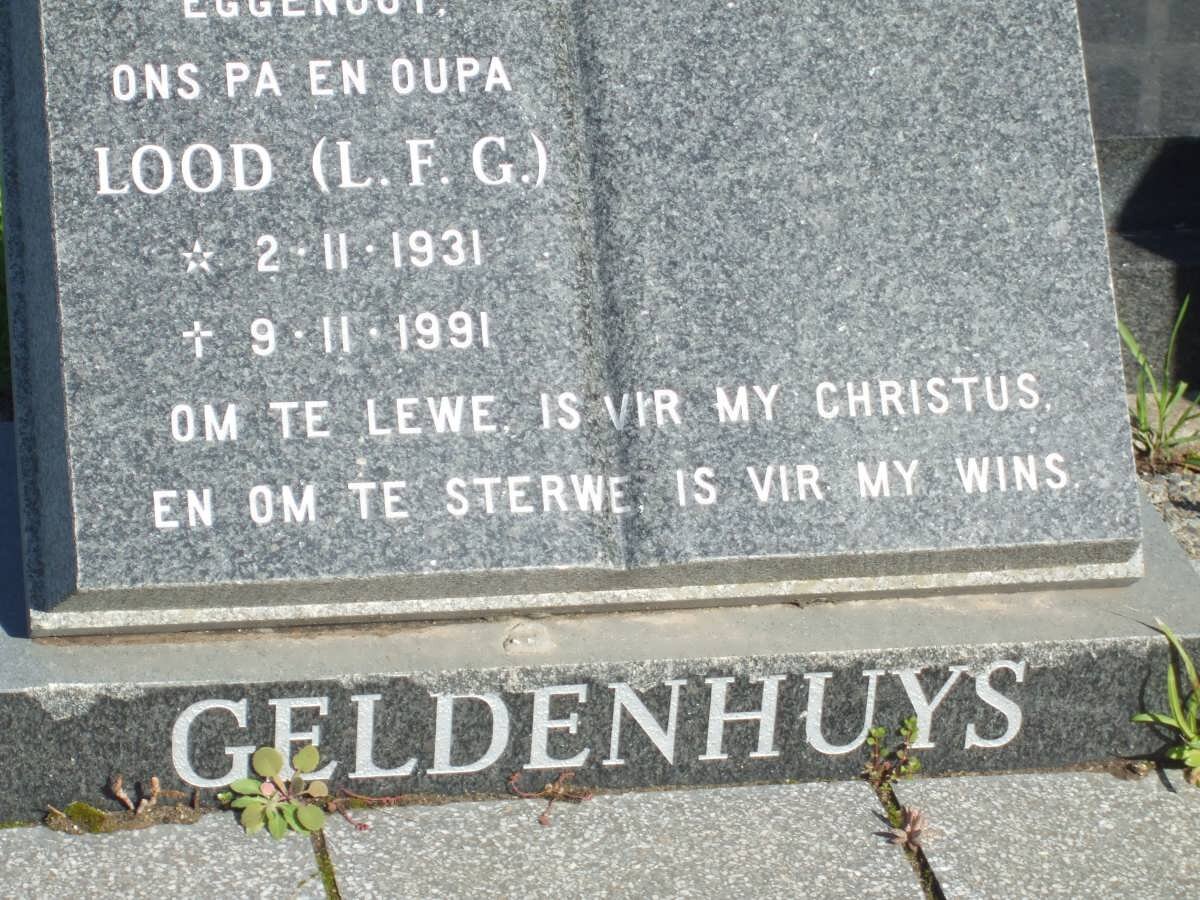 EGGENOOT,
ONS PA EN OUPA
LOOD (L. F. G.)
☆ 2·11·1931
✝ 9·11·1991
OM TE LEWE, IS VIR MY CHRISTUS,
EN OM TE STERWE, IS VIR MY WINS.
GELDENHUYS